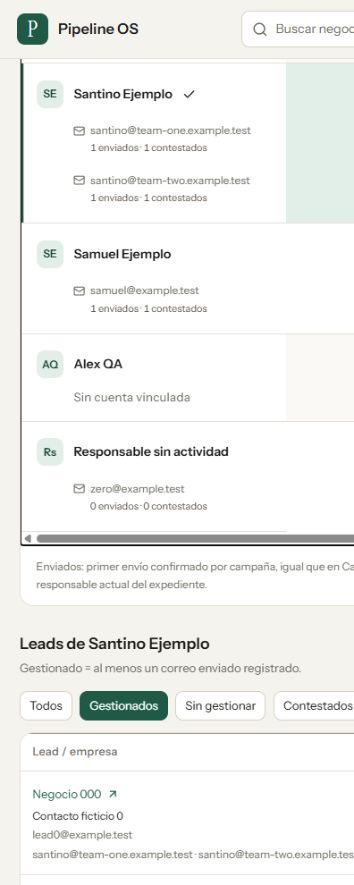 P Pipeline OS Buscar negoc
SE Santino Ejemplo
santino@team-one.example.test
1 enviados · 1 contestados
santino@team-two.example.test
1 enviados · 1 contestados
SE Samuel Ejemplo
samuel@example.test
1 enviados · 1 contestados
AQ Alex QA
Sin cuenta vinculada
Rs Responsable sin actividad
zero@example.test
0 enviados · 0 contestados
Enviados: primer envío confirmado por campaña, igual que en Ca
responsable actual del expediente.
Leads de Santino Ejemplo
Gestionado = al menos un correo enviado registrado.
Todos Gestionados Sin gestionar Contestados
Lead / empresa
Negocio 000
Contacto ficticio 0
lead0@example.test
santino@team-one.example.test · santino@team-two.example.tes